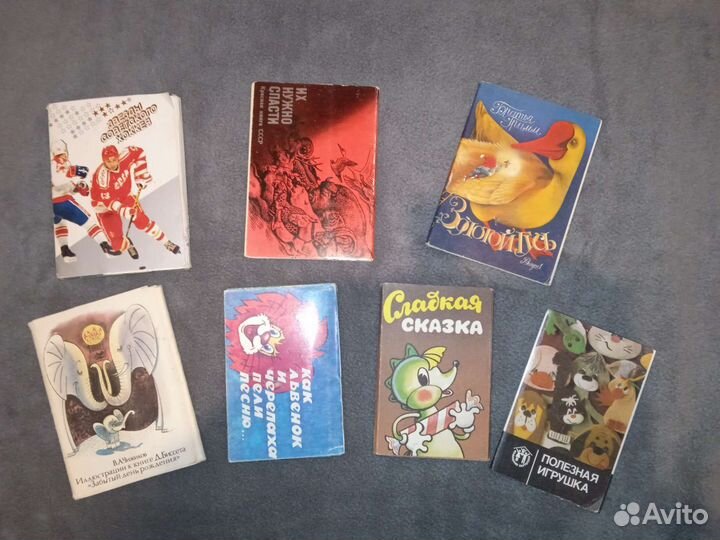 ЗВЕЗДЫ
СОВЕТСКОГО
ХОККЕЯ
ИХ
НУЖНО
СПАСТИ
Красная книга СССР
Братья
Гримм
Золотой Гусь
В.А.Чижиков
Иллюстрации к книге Д.Биссета
«Забытый день рождения»
КАК
ЛЬВЕНОК
И
ЧЕРЕПАХА
ПЕЛИ
ПЕСНЮ...
Сладкая
СКАЗКА
ПОЛЕЗНАЯ
ИГРУШКА
Avito